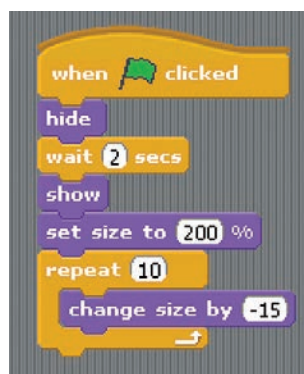 when clicked
hide
wait 2 secs
show
set size to 200 %
repeat 10
change size by -15